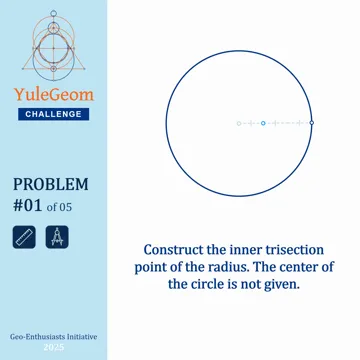 YuleGeom
CHALLENGE
PROBLEM
#01 of 05
Construct the inner trisection
point of the radius. The center of
the circle is not given.
Geo-Enthusiasts Initiative
2025